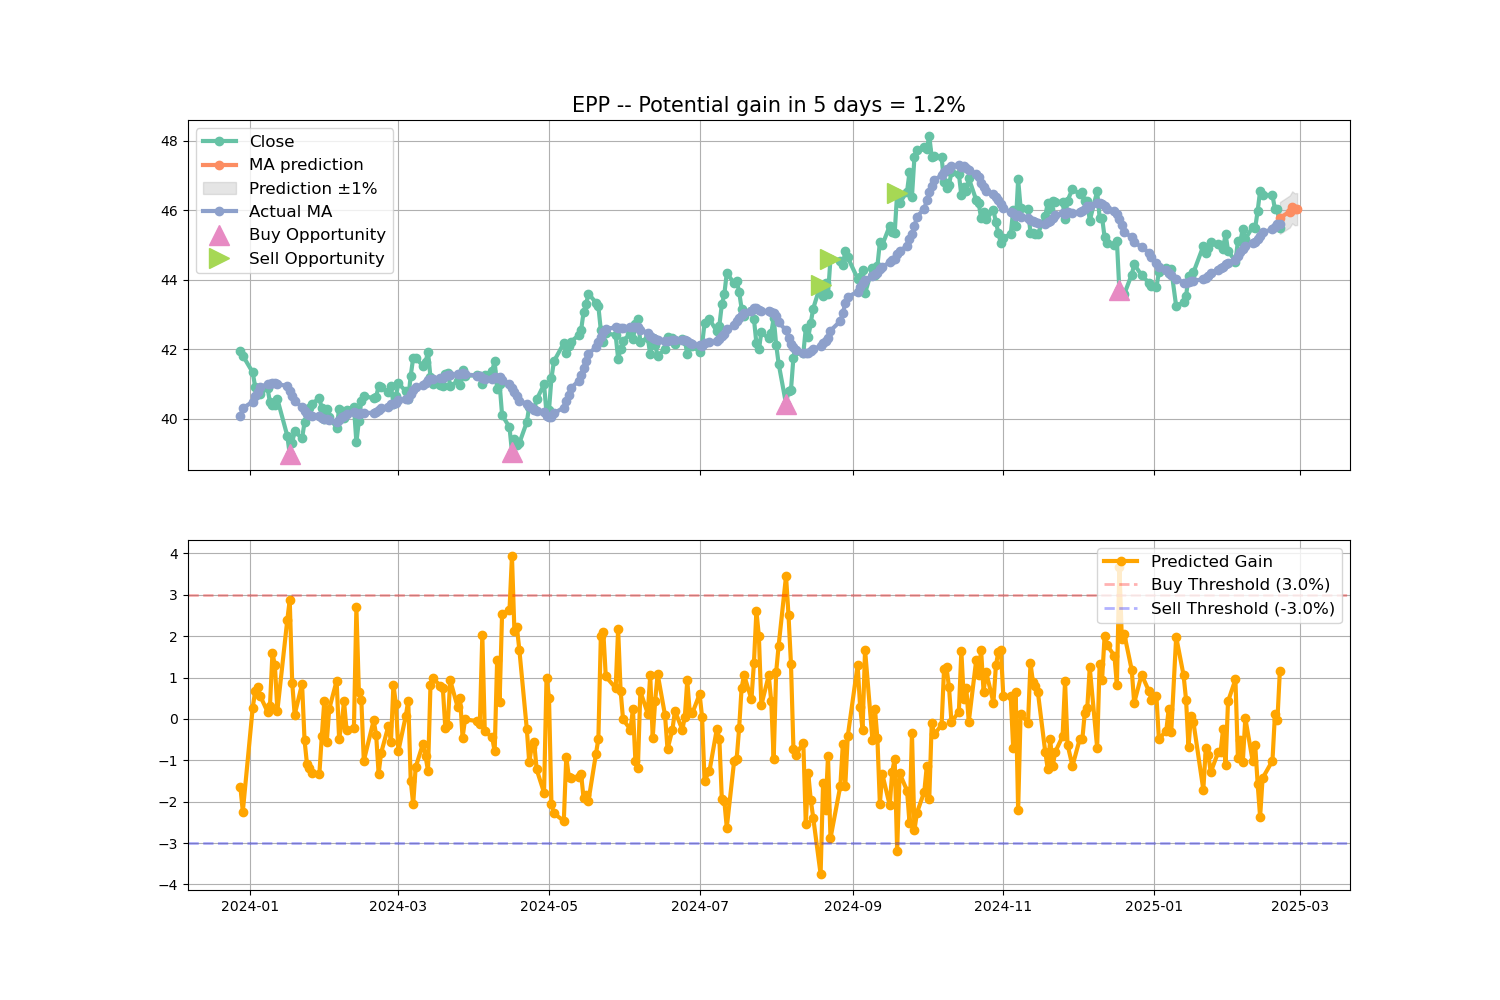 EPP -- Potential gain in 5 days = 1.2%
48
46
44
42
40
Close
MA prediction
Prediction ±1%
Actual MA
Buy Opportunity
Sell Opportunity
4
3
2
1
0
−1
−2
−3
−4
Predicted Gain
Buy Threshold (3.0%)
Sell Threshold (-3.0%)
2024-01 2024-03 2024-05 2024-07 2024-09 2024-11 2025-01 2025-03